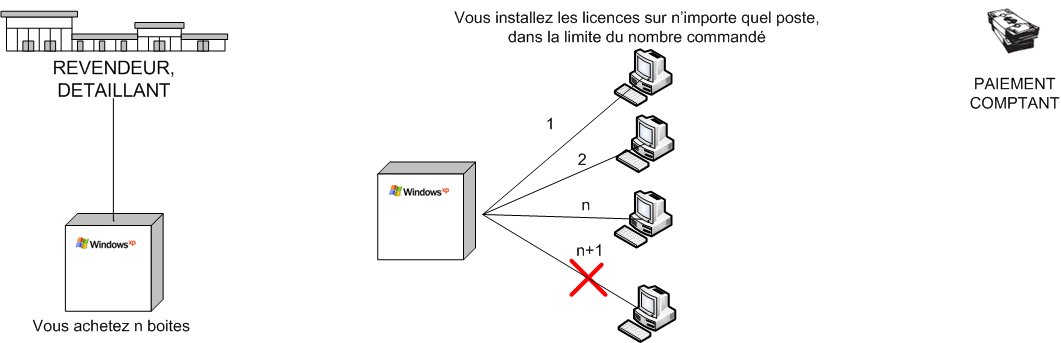 REVENDEUR,
DETAILLANT
Windows xp
Vous achetez n boites
Vous installez les licences sur n’importe quel poste,
dans la limite du nombre commandé
Windows xp
1
2
n
n+1
PAIEMENT
COMPTANT